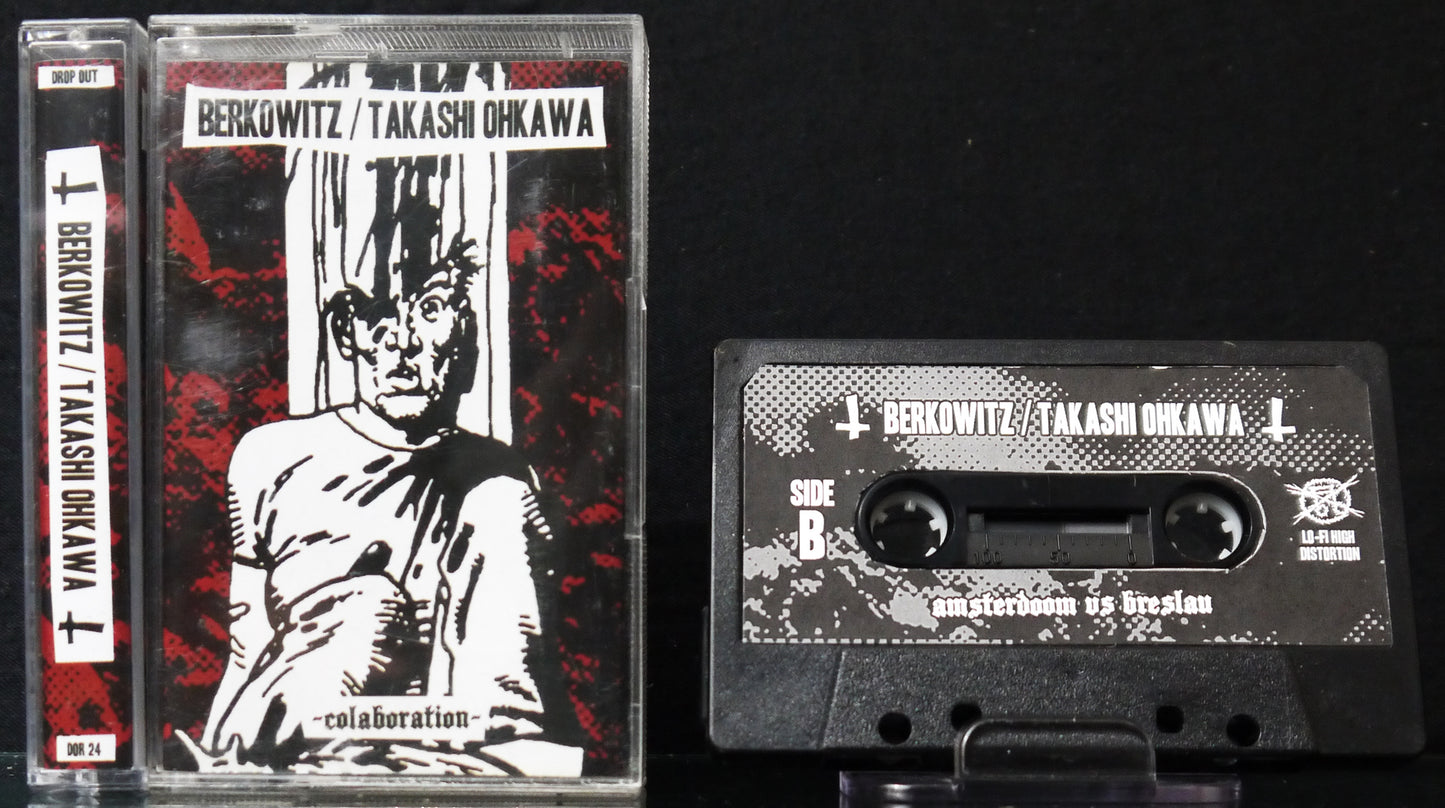 DROP OUT
BERKOWITZ / TAKASHI OHKAWA
DOR 24
BERKOWITZ / TAKASHI OHKAWA
-colaboration-
BERKOWITZ / TAKASHI OHKAWA
SIDE
B
100 50 0
LO-FI HIGH
DISTORTION
amsterdoom vs breslau